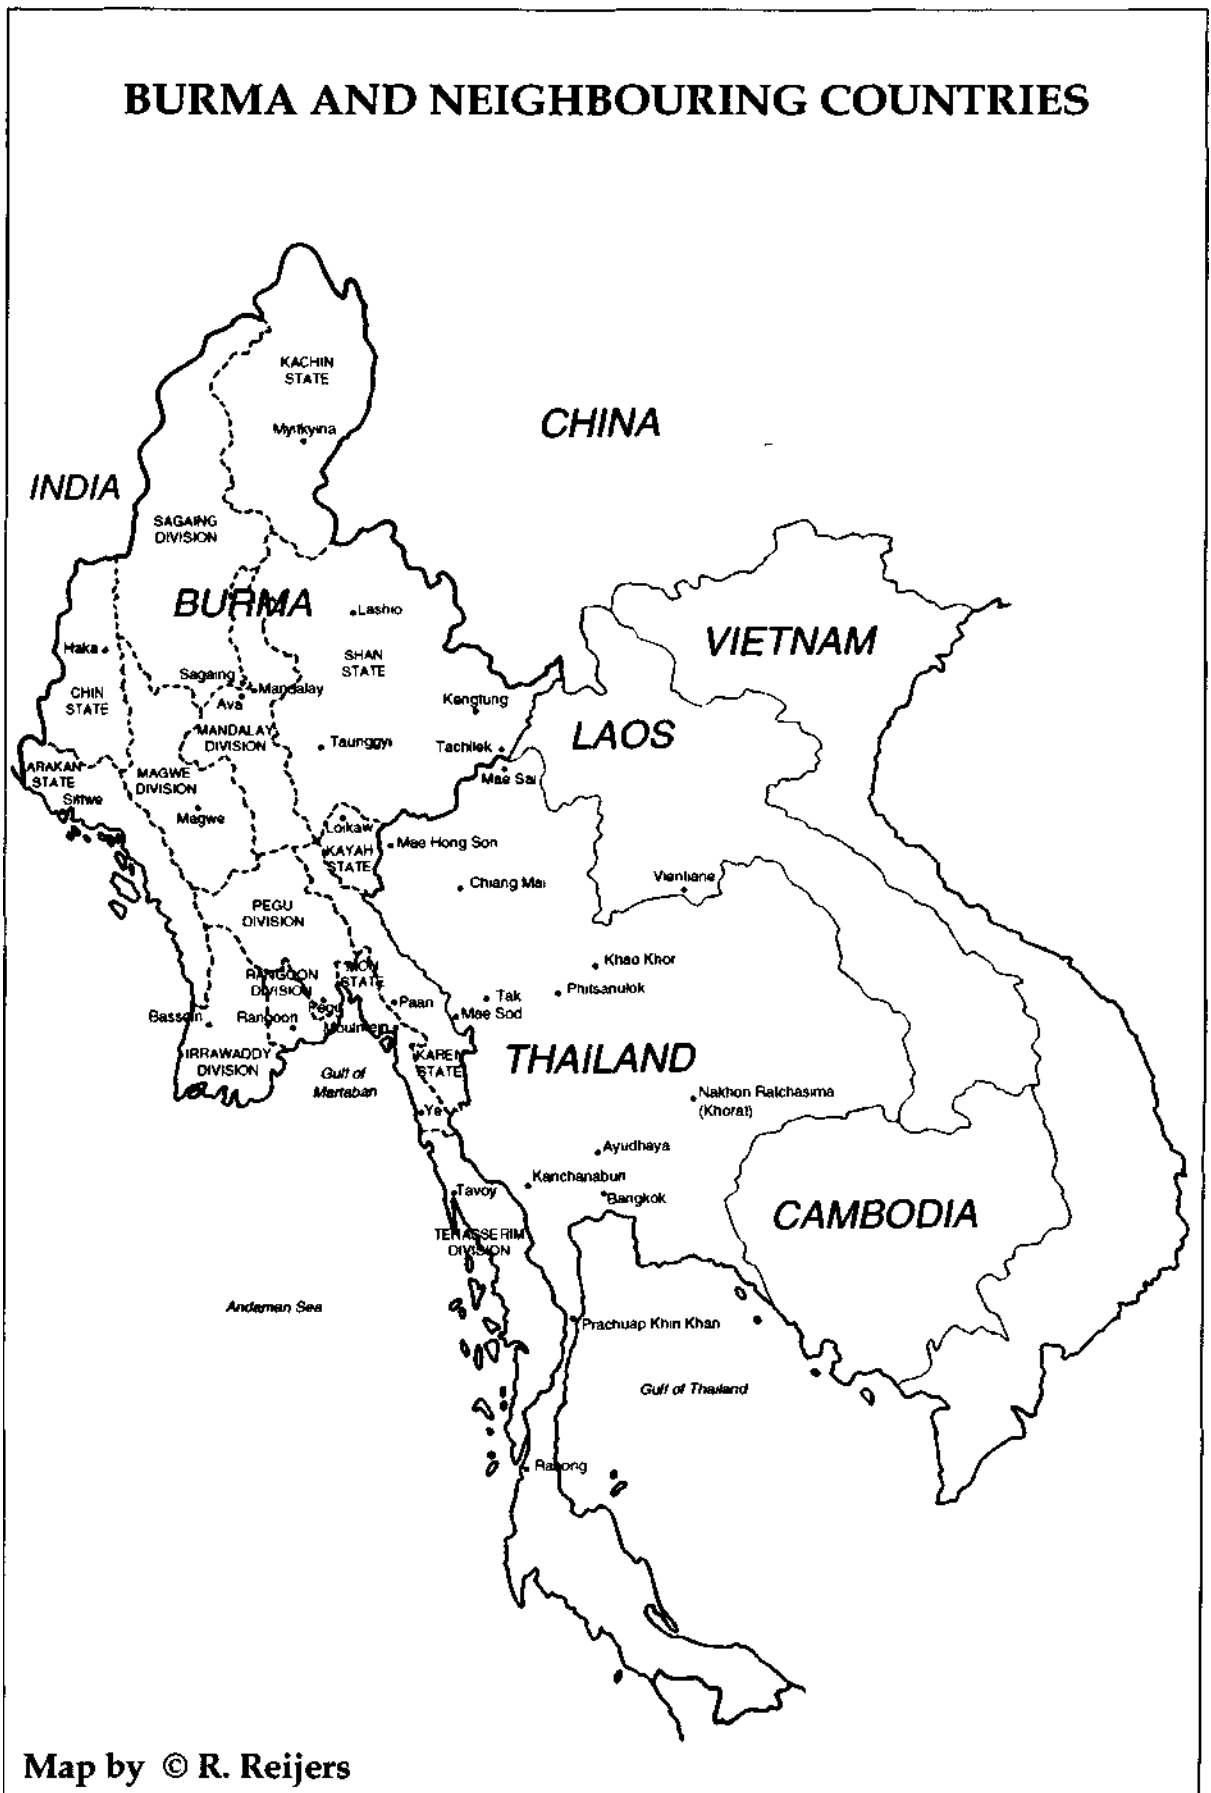 BURMA AND NEIGHBOURING COUNTRIES
KACHIN
STATE
Myitkyina
CHINA
INDIA
SAGAING
DIVISION
BURMA
Lashio
VIETNAM
Haka
SHAN
STATE
Sagaing
Mandalay
CHIN
STATE
Ava
Kengtung
MANDALAY
DIVISION
Taunggyi
Tachilek
LAOS
ARAKAN
STATE
MAGWE
DIVISION
Mae Sai
Sittwe
Magwe
Loikaw
KAYAH
STATE
Mae Hong Son
Chiang Mai
Vientiane
PEGU
DIVISION
Khao Khor
RANGOON
DIVISION
MON
STATE
Phitsanulok
Tak
Paan
Pegu
Mae Sod
Bassein
Rangoon
Moulmein
IRRAWADDY
DIVISION
KAREN
STATE
THAILAND
Gulf of
Martaban
Nakhon Ratchasima
(Khorat)
Ye
Ayudhaya
Kanchanaburi
Tavoy
Bangkok
CAMBODIA
TENASSERIM
DIVISION
Andaman Sea
Prachuap Khiri Khan
Gulf of Thailand
Ranong
Map by © R. Reijers